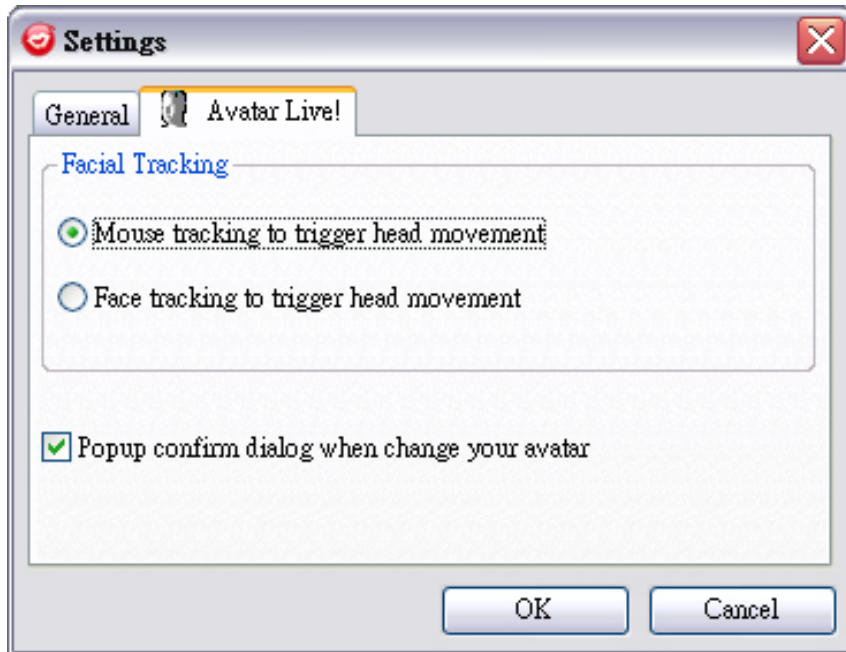 Settings
General
Avatar Live!
Facial Tracking
Mouse tracking to trigger head movement
Face tracking to trigger head movement
Popup confirm dialog when change your avatar
OK
Cancel